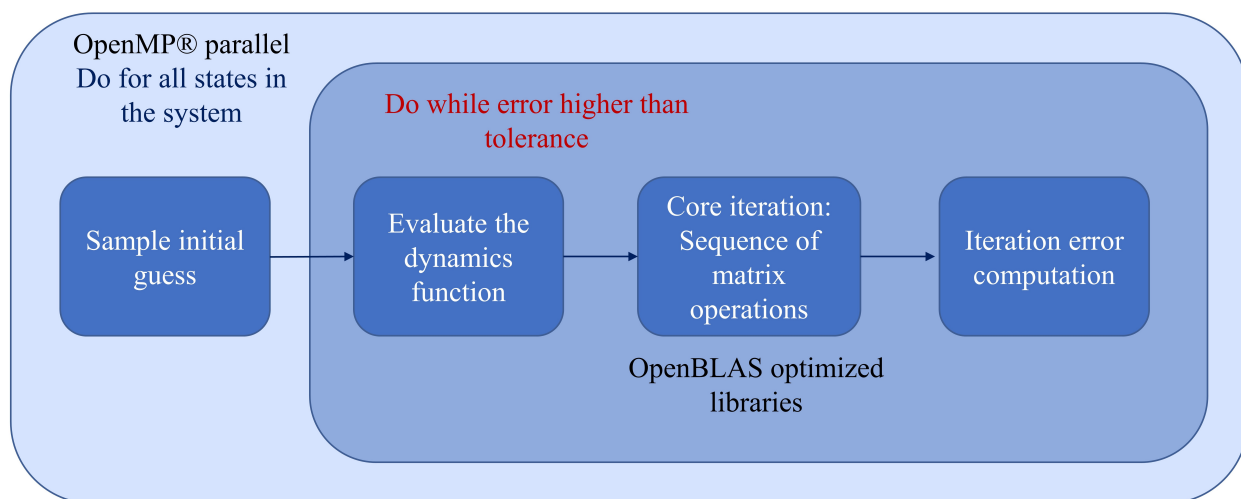 OpenMP® parallel
Do for all states in
the system
Do while error higher than
tolerance
Sample initial
guess
Evaluate the
dynamics
function
Core iteration:
Sequence of
matrix
operations
Iteration error
computation
OpenBLAS optimized
libraries